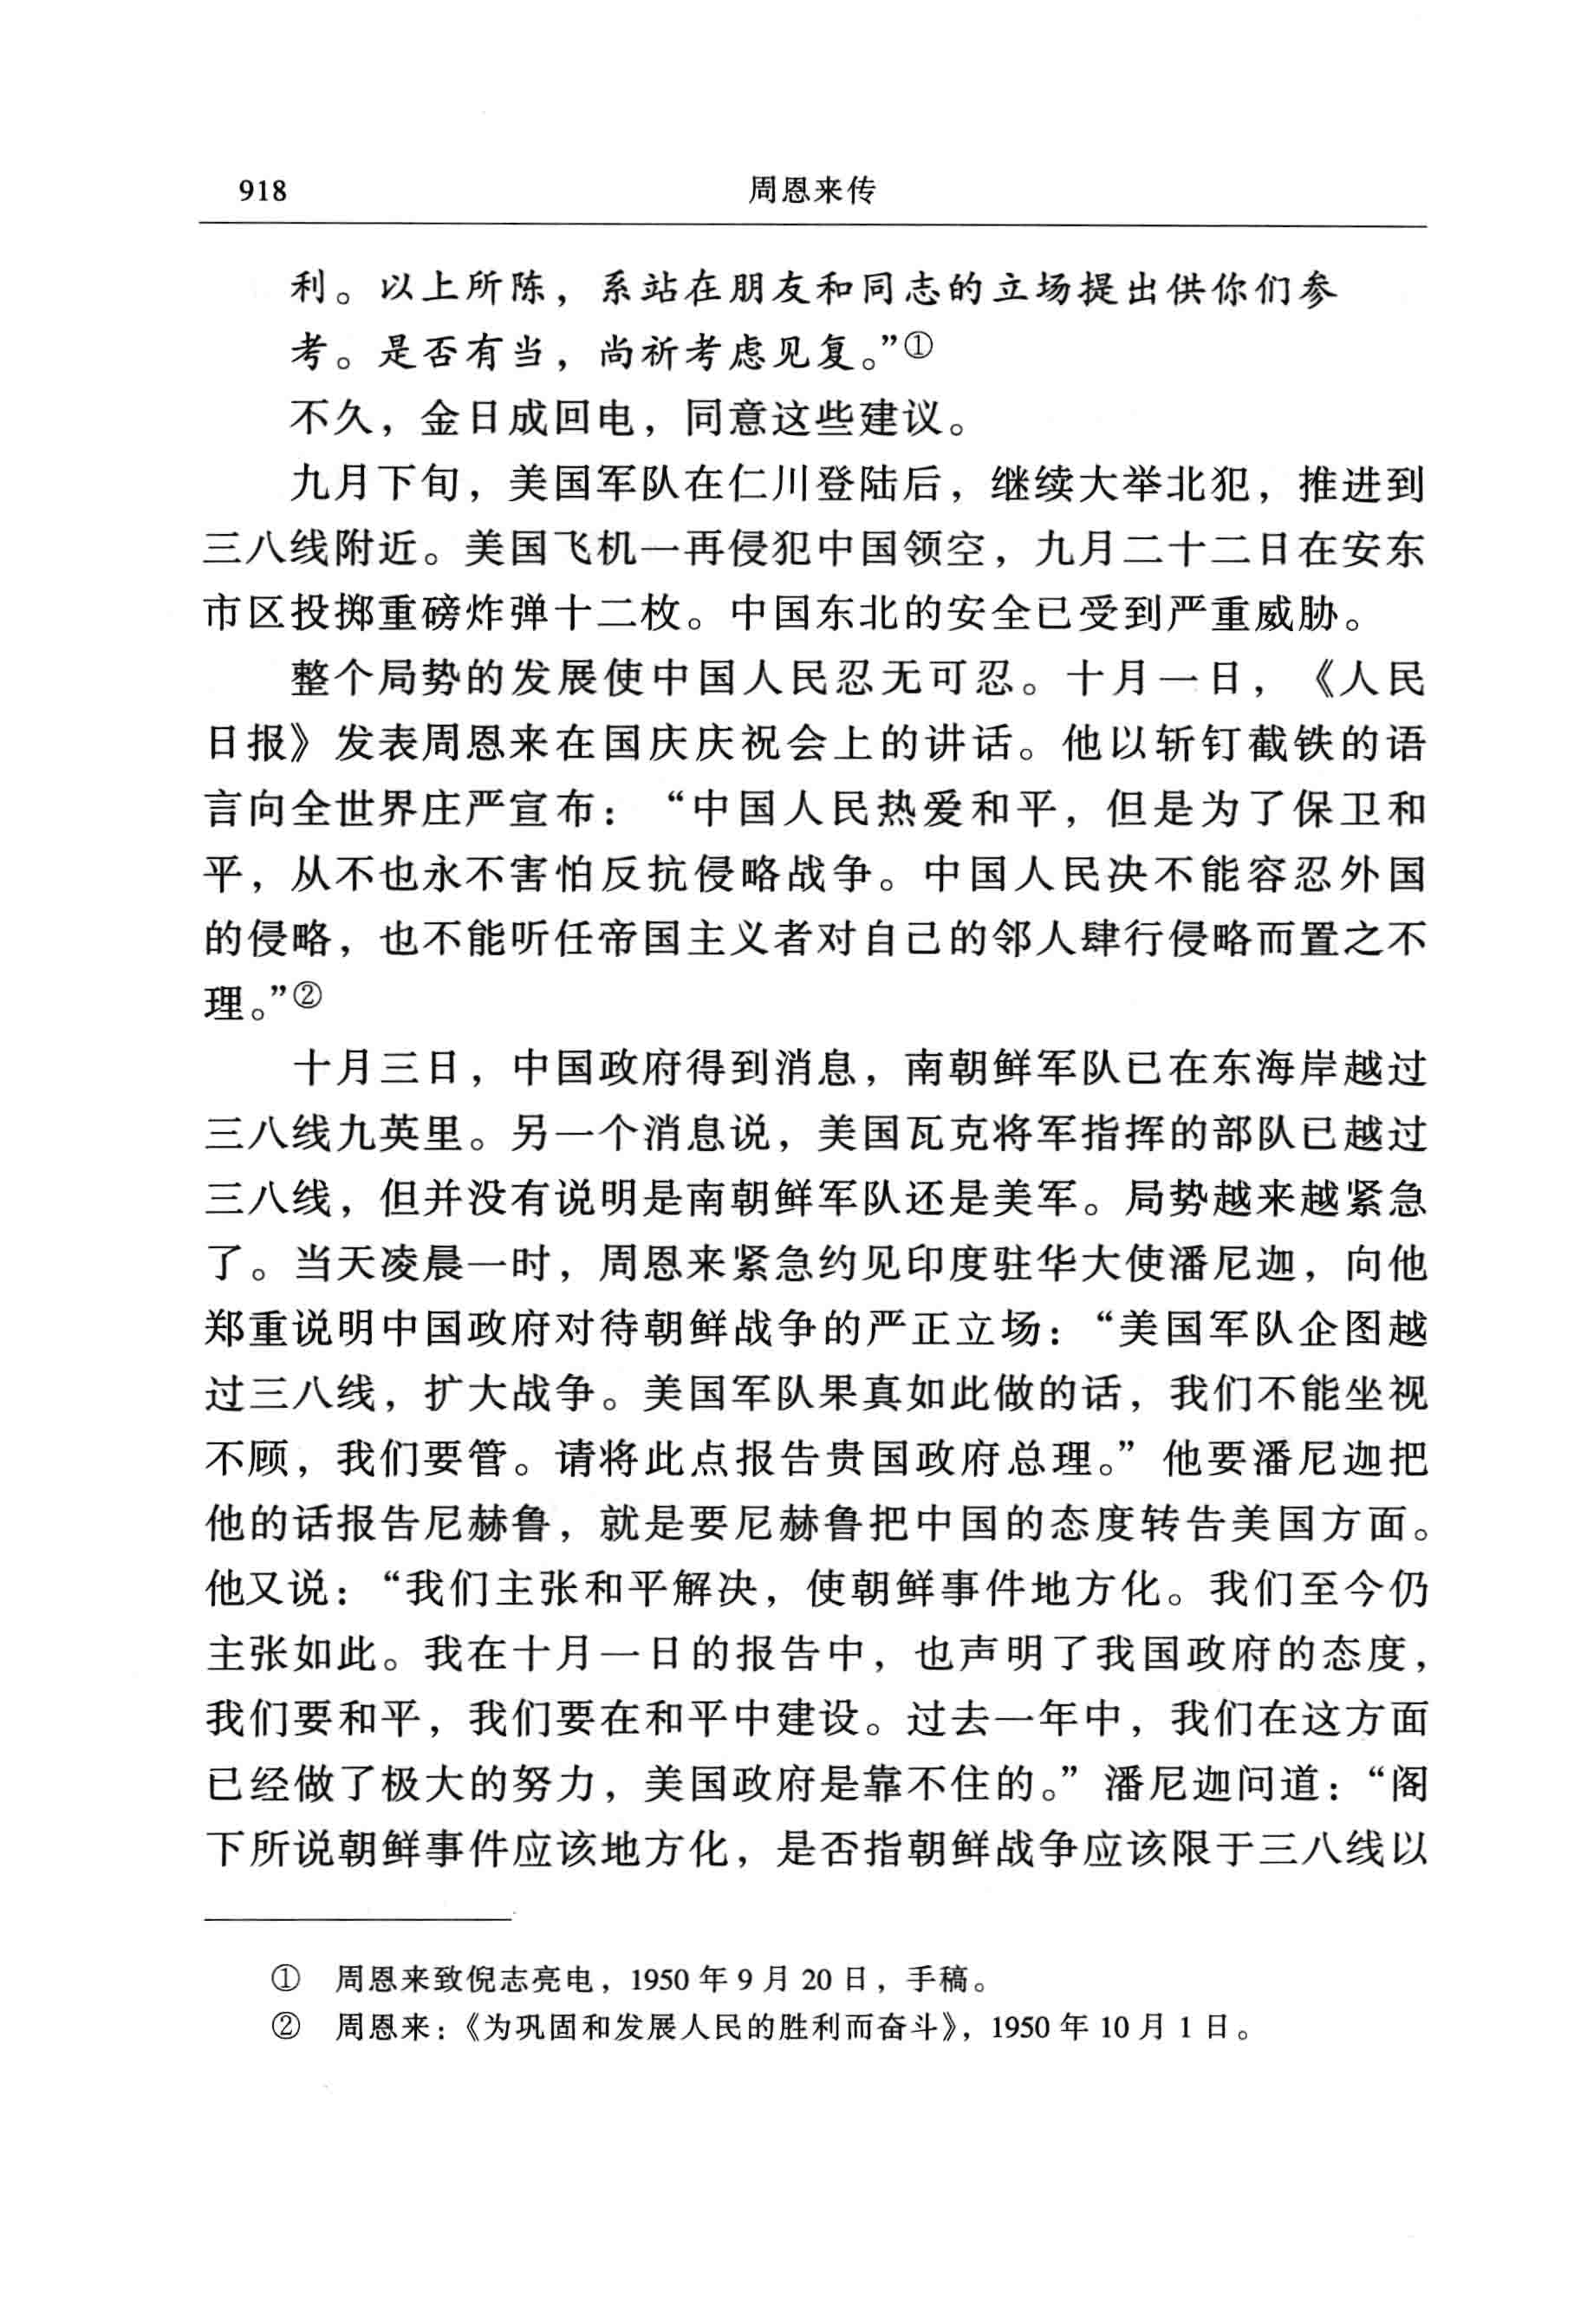 918
周恩来传
利。以上所陈，系站在朋友和同志的立场提出供你们参
考。是否有当，尚祈考虑见复。”①
不久，金日成回电，同意这些建议。
九月下旬，美国军队在仁川登陆后，继续大举北犯，推进到
三八线附近。美国飞机一再侵犯中国领空，九月二十二日在安东
市区投掷重磅炸弹十二枚。中国东北的安全已受到严重威胁。
整个局势的发展使中国人民忍无可忍。十月一日，《人民
日报》发表周恩来在国庆庆祝会上的讲话。他以斩钉截铁的语
言向全世界庄严宣布：“中国人民热爱和平，但是为了保卫和
平，从不也永不害怕反抗侵略战争。中国人民决不能容忍外国
的侵略，也不能听任帝国主义者对自己的邻人肆行侵略而置之不
理。”②
十月三日，中国政府得到消息，南朝鲜军队已在东海岸越过
三八线九英里。另一个消息说，美国瓦克将军指挥的部队已越过
三八线，但并没有说明是南朝鲜军队还是美军。局势越来越紧急
了。当天凌晨一时，周恩来紧急约见印度驻华大使潘尼迦，向他
郑重说明中国政府对待朝鲜战争的严正立场：“美国军队企图越
过三八线，扩大战争。美国军队果真如此做的话，我们不能坐视
不顾，我们要管。请将此点报告贵国政府总理。”他要潘尼迦把
他的话报告尼赫鲁，就是要尼赫鲁把中国的态度转告美国方面。
他又说：“我们主张和平解决，使朝鲜事件地方化。我们至今仍
主张如此。我在十月一日的报告中，也声明了我国政府的态度，
我们要和平，我们要在和平中建设。过去一年中，我们在这方面
已经做了极大的努力，美国政府是靠不住的。”潘尼迦问道：“阁
下所说朝鲜事件应该地方化，是否指朝鲜战争应该限于三八线以
① 周恩来致倪志亮电，1950年9月20日，手稿。
② 周恩来：《为巩固和发展人民的胜利而奋斗》，1950年10月1日。